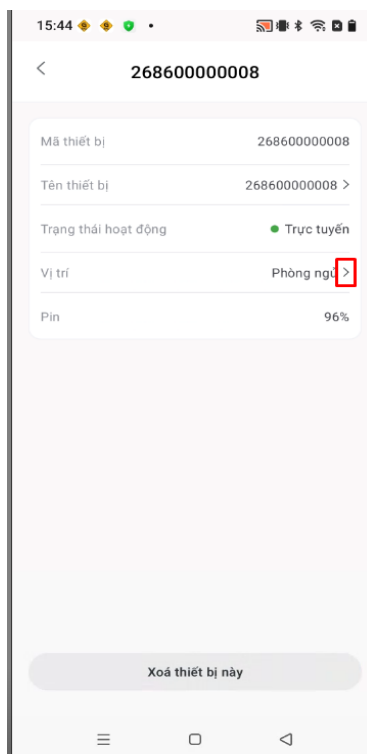 15:44
268600000008
Mã thiết bị 268600000008
Tên thiết bị 268600000008 >
Trạng thái hoạt động Trực tuyến
Vị trí Phòng ngủ >
Pin 96%
Xoá thiết bị này